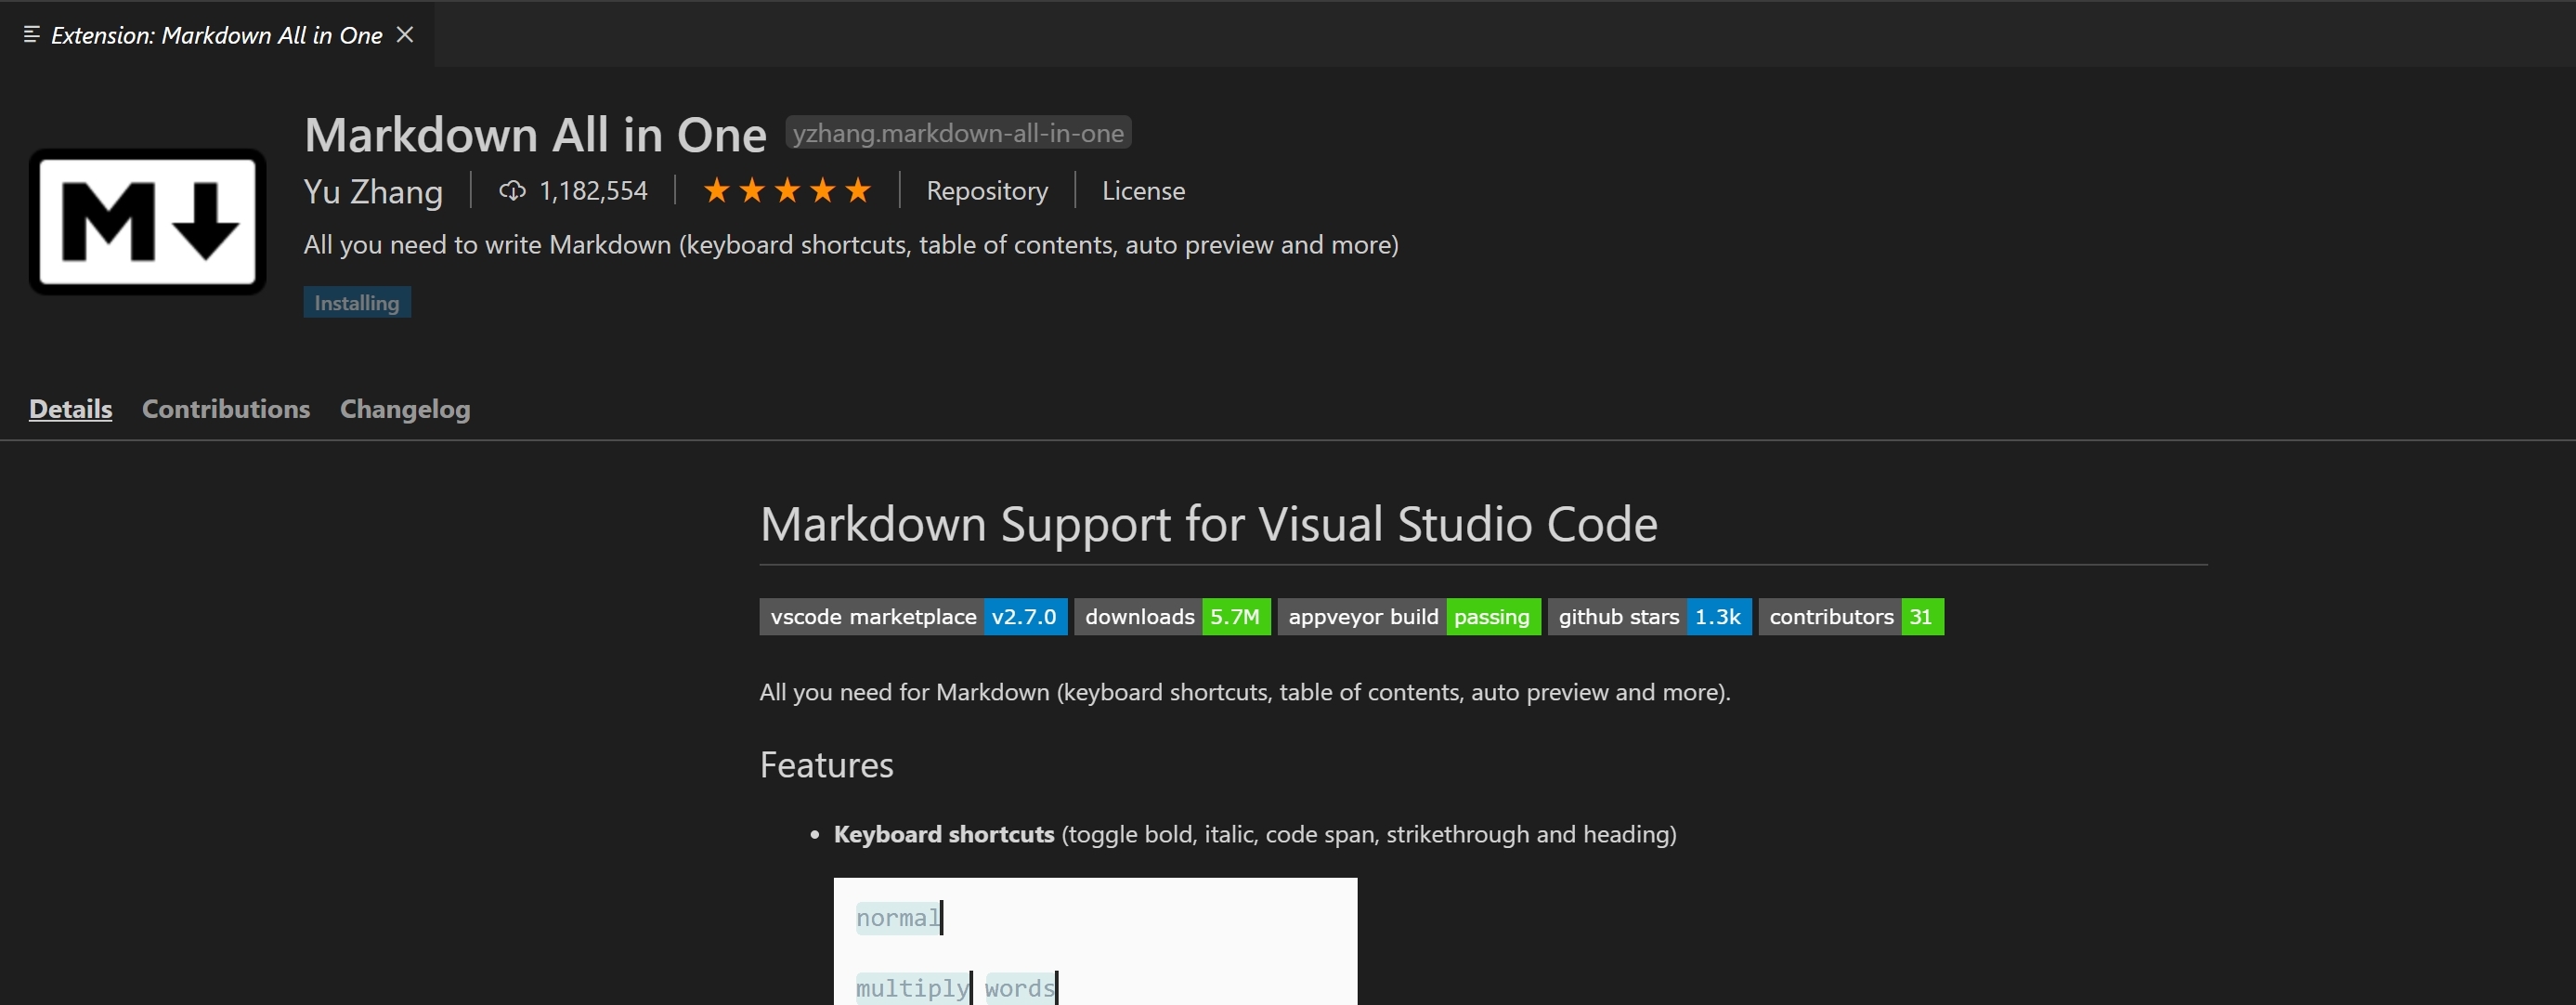 Extension: Markdown All in One
Markdown All in One yzhang.markdown-all-in-one
Yu Zhang 1,182,554 Repository License
All you need to write Markdown (keyboard shortcuts, table of contents, auto preview and more)
Installing
Details Contributions Changelog
Markdown Support for Visual Studio Code
vscode marketplace v2.7.0 downloads 5.7M appveyor build passing github stars 1.3k contributors 31
All you need for Markdown (keyboard shortcuts, table of contents, auto preview and more).
Features
• Keyboard shortcuts (toggle bold, italic, code span, strikethrough and heading)
normal
multiply words